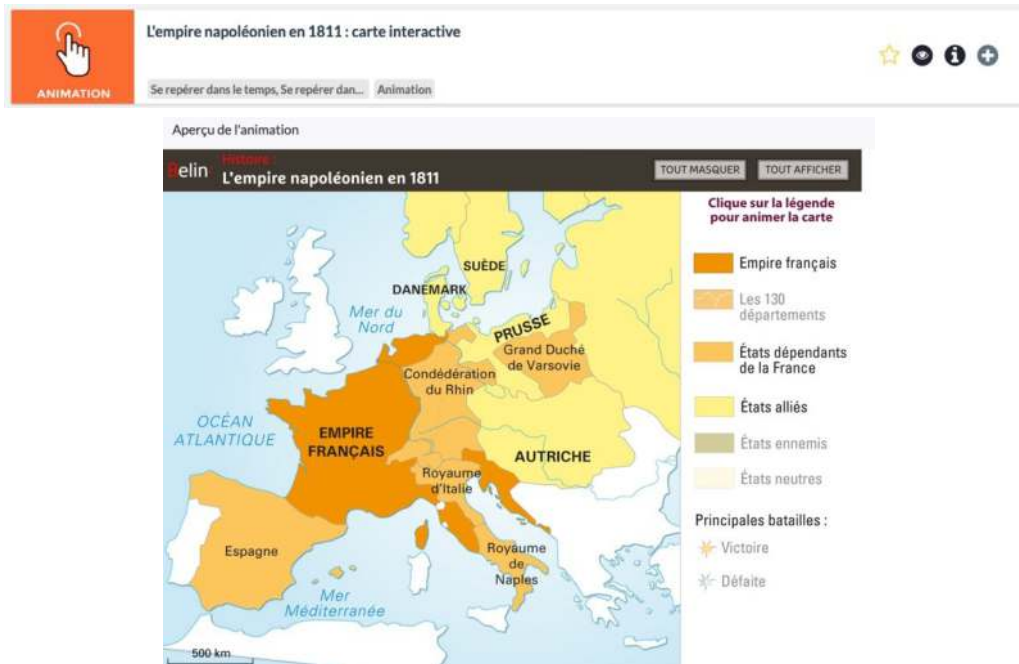 L'empire napoléonien en 1811 : carte interactive
ANIMATION
Se repérer dans le temps, Se repérer dan...
Animation
Aperçu de l'animation
Belin
Histoire :
L'empire napoléonien en 1811
TOUT MASQUER
TOUT AFFICHER
Clique sur la légende
pour animer la carte
Empire français
Les 130
départements
États dépendants
de la France
États alliés
États ennemis
États neutres
Principales batailles :
Victoire
Défaite
SUÈDE
DANEMARK
Mer du
Nord
PRUSSE
Grand Duché
de Varsovie
Condédération
du Rhin
OCÉAN
ATLANTIQUE
EMPIRE
FRANÇAIS
AUTRICHE
Royaume
d'Italie
Espagne
Royaume
de
Naples
Mer
Méditerranée
500 km